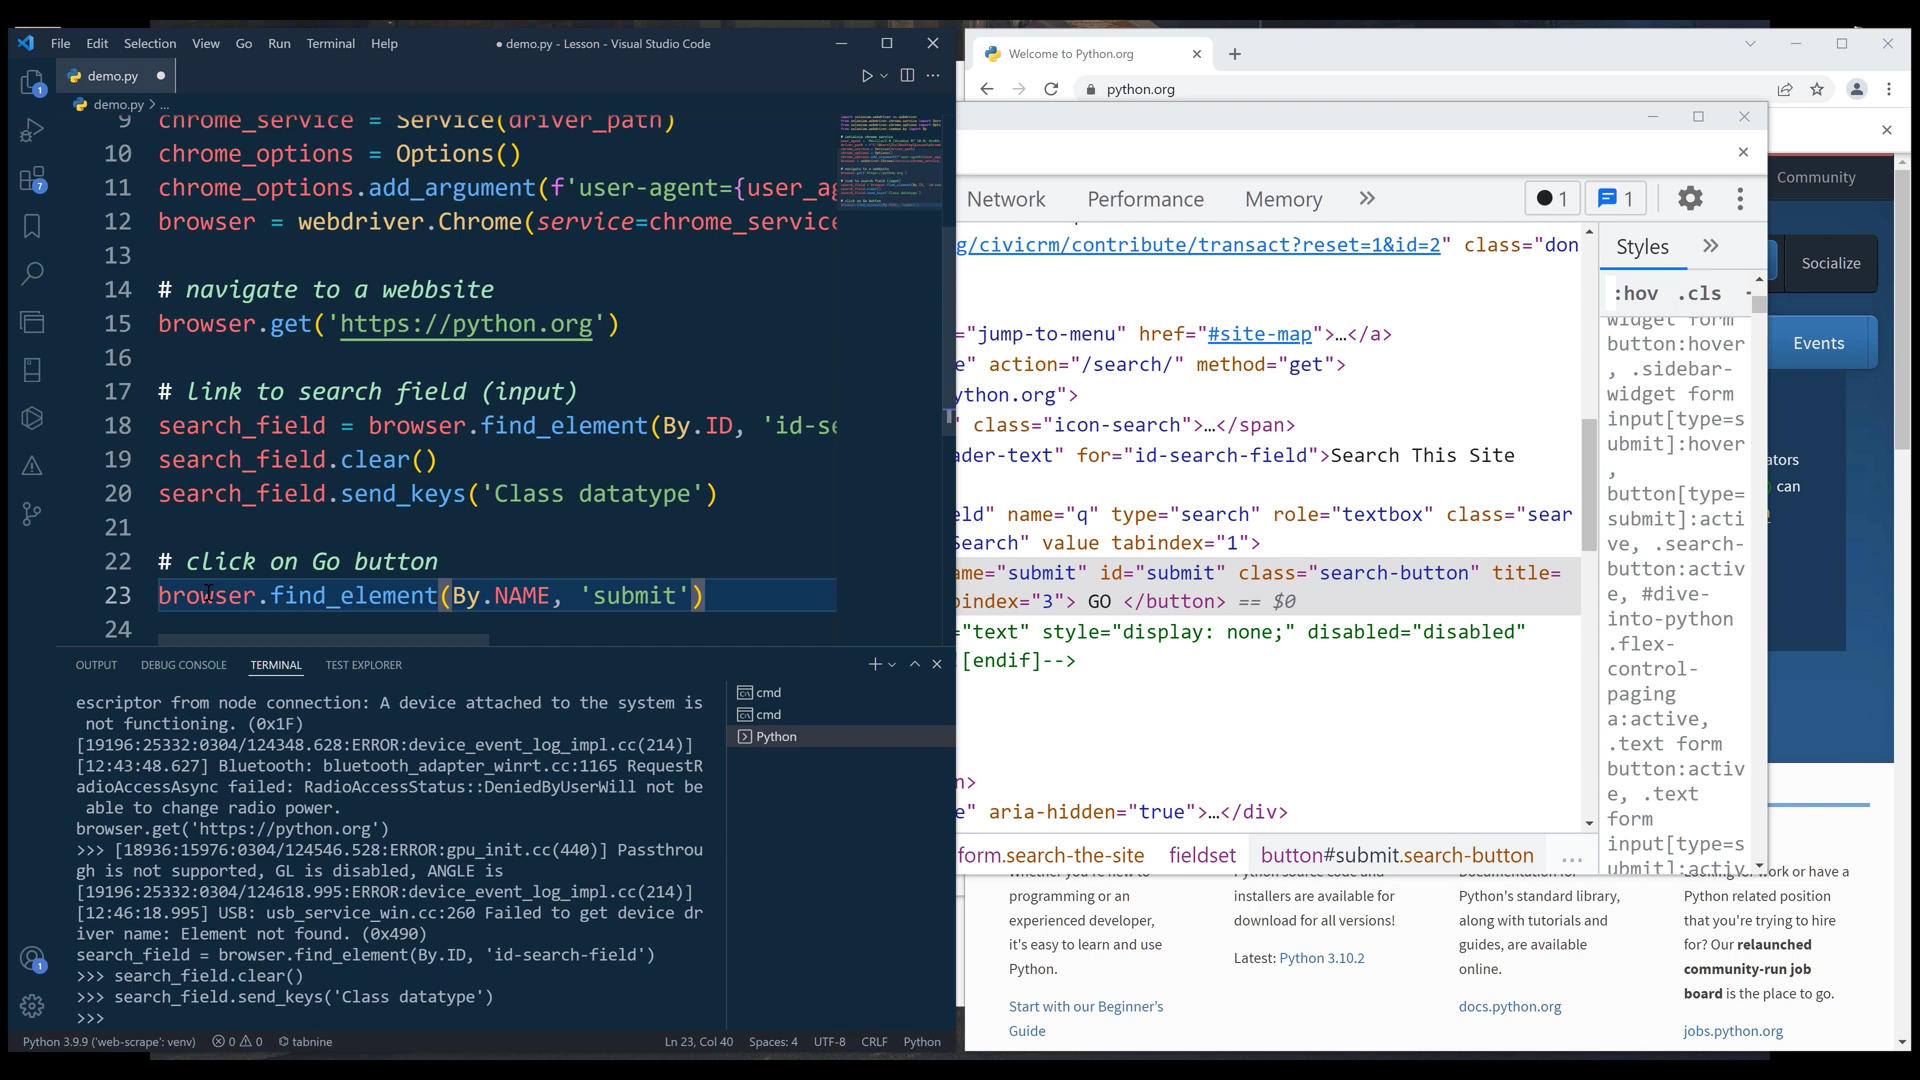 File Edit Selection View Go Run Terminal Help
● demo.py - Lesson - Visual Studio Code
demo.py ●
demo.py > ...
9 chrome_service = Service(driver_path)
10 chrome_options = Options()
11 chrome_options.add_argument(f'user-agent={user_ag
12 browser = webdriver.Chrome(service=chrome_service
13
14 # navigate to a webbsite
15 browser.get('https://python.org')
16
17 # link to search field (input)
18 search_field = browser.find_element(By.ID, 'id-se
19 search_field.clear()
20 search_field.send_keys('Class datatype')
21
22 # click on Go button
23 browser.find_element(By.NAME, 'submit')
24
OUTPUT DEBUG CONSOLE TERMINAL TEST EXPLORER
escriptor from node connection: A device attached to the system is
not functioning. (0x1F)
[19196:25332:0304/124348.628:ERROR:device_event_log_impl.cc(214)]
[12:43:48.627] Bluetooth: bluetooth_adapter_winrt.cc:1165 RequestR
adioAccessAsync failed: RadioAccessStatus::DeniedByUserWill not be
able to change radio power.
browser.get('https://python.org')
>>> [18936:15976:0304/124546.528:ERROR:gpu_init.cc(440)] Passthrou
gh is not supported, GL is disabled, ANGLE is
[19196:25332:0304/124618.995:ERROR:device_event_log_impl.cc(214)]
[12:46:18.995] USB: usb_service_win.cc:260 Failed to get device dr
iver name: Element not found. (0x490)
search_field = browser.find_element(By.ID, 'id-search-field')
>>> search_field.clear()
>>> search_field.send_keys('Class datatype')
>>>
cmd
cmd
Python
1
7
1
Python 3.9.9 ('web-scrape': venv) 0 0 tabnine Ln 23, Col 40 Spaces: 4 UTF-8 CRLF Python
Welcome to Python.org
python.org
Network Performance Memory » 1 1
g/civicrm/contribute/transact?reset=1&id=2" class="don
="jump-to-menu" href="#site-map">…</a>
e" action="/search/" method="get">
ython.org">
class="icon-search">…</span>
ader-text" for="id-search-field">Search This Site
eld" name="q" type="search" role="textbox" class="sear
Search" value tabindex="1">
ame="submit" id="submit" class="search-button" title=
bindex="3"> GO </button> == $0
="text" style="display: none;" disabled="disabled"
[endif]-->
n>
e" aria-hidden="true">…</div>
form.search-the-site fieldset button#submit.search-button ...
Styles »
:hov .cls
widget form
button:hover
, .sidebar-
widget form
input[type=s
ubmit]:hover
,
button[type=
submit]:acti
ve, .search-
button:activ
e, #dive-
into-python
.flex-
control-
paging
a:active,
.text form
button:activ
e, .text
form
input[type=s
ubmit]:activ
Community
Socialize
Events
ators
can
programming or an
experienced developer,
it's easy to learn and use
Python.
Start with our Beginner's
Guide
installers are available for
download for all versions!
Latest: Python 3.10.2
Python's standard library,
along with tutorials and
guides, are available
online.
docs.python.org
Looking for work or have a
Python related position
that you're trying to hire
for? Our relaunched
community-run job
board is the place to go.
jobs.python.org